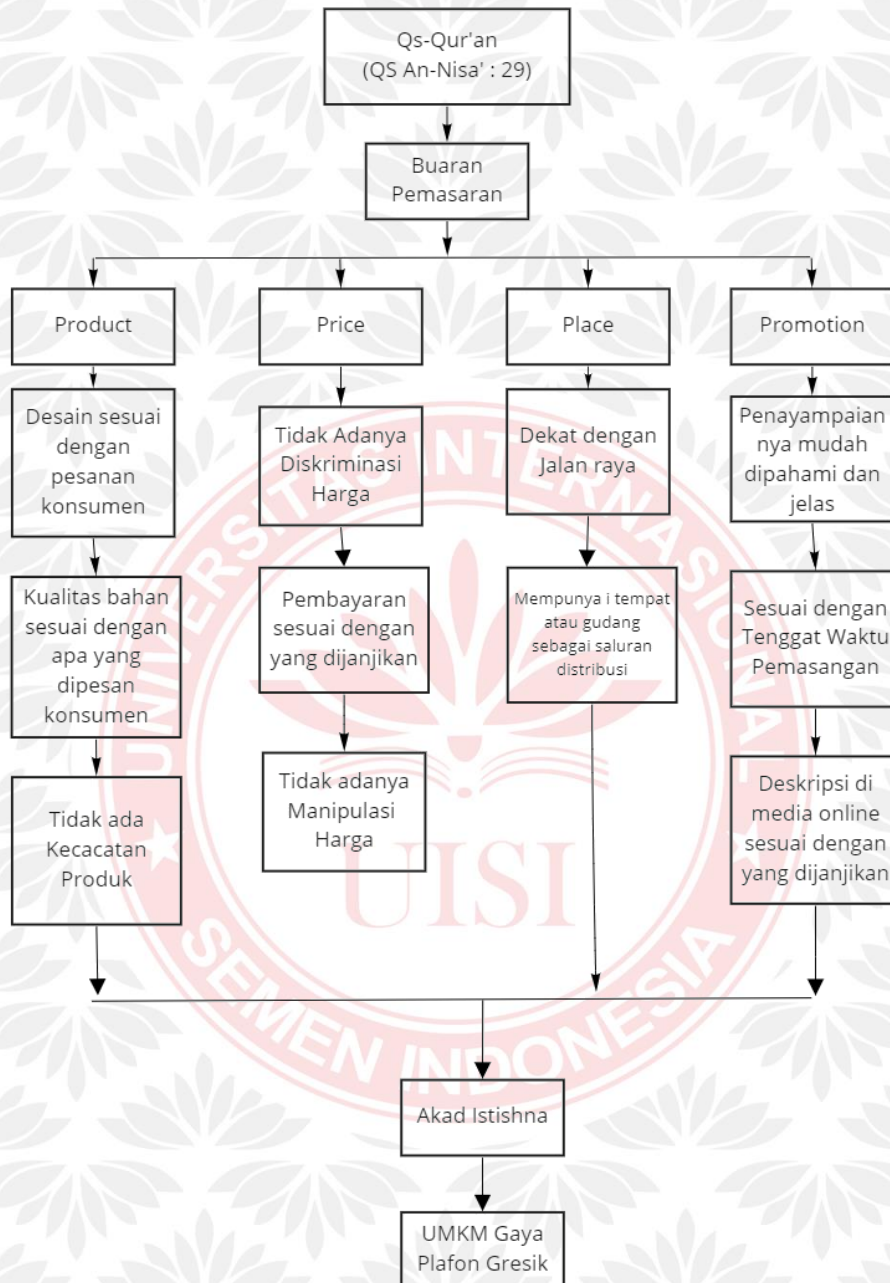 Qs-Qur'an
(QS An-Nisa' : 29)
Buaran
Pemasaran
Product
Price
Place
Promotion
Desain sesuai
dengan
pesanan
konsumen
Tidak Adanya
Diskriminasi
Harga
Dekat dengan
Jalan raya
Penayampaian
nya mudah
dipahami dan
jelas
Kualitas bahan
sesuai dengan
apa yang
dipesan
konsumen
Pembayaran
sesuai dengan
yang dijanjikan
Mempunya i tempat
atau gudang
sebagai saluran
distribusi
Sesuai dengan
Tenggat Waktu
Pemasangan
Tidak ada
Kecacatan
Produk
Tidak adanya
Manipulasi
Harga
Deskripsi di
media online
sesuai dengan
yang dijanjikan
Akad Istishna
UMKM Gaya
Plafon Gresik
UNIVERSITAS INTERNASIONAL
UISI
SEMEN INDONESIA